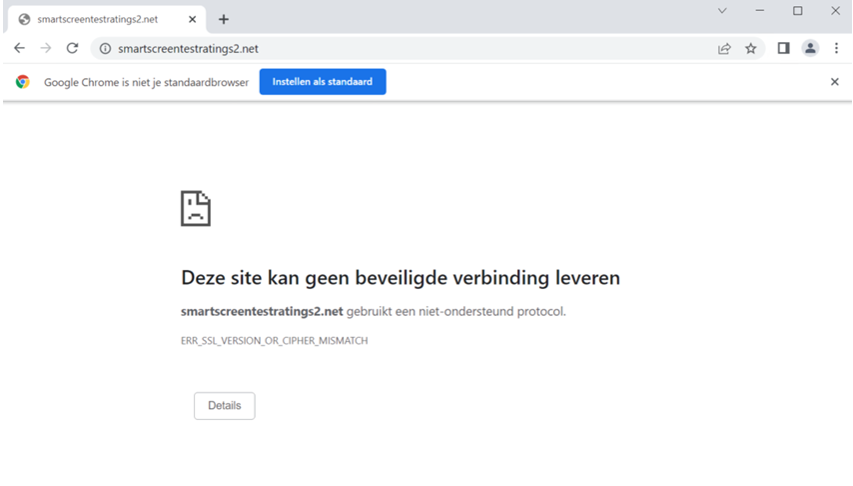 smartscreentestratings2.net
smartscreentestratings2.net
Google Chrome is niet je standaardbrowser Instellen als standaard
Deze site kan geen beveiligde verbinding leveren
smartscreentestratings2.net gebruikt een niet-ondersteund protocol.
ERR_SSL_VERSION_OR_CIPHER_MISMATCH
Details